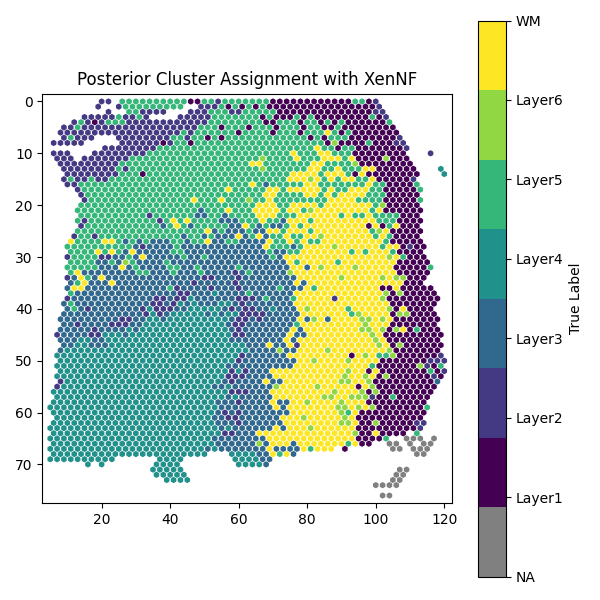 Posterior Cluster Assignment with XenNF
0
10
20
30
40
50
60
70
20
40
60
80
100
120
WM
Layer6
Layer5
Layer4
Layer3
Layer2
Layer1
NA
True Label